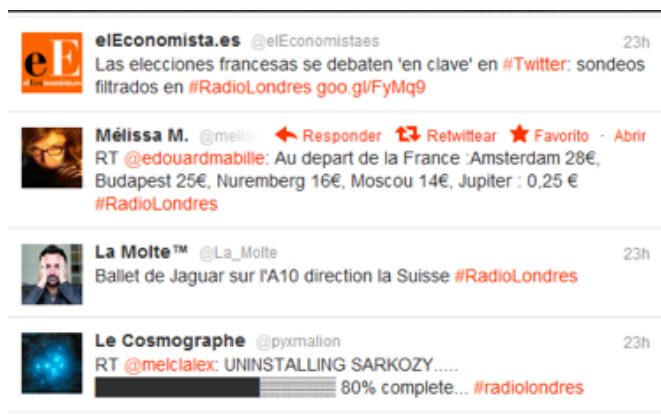 elEconomista.es @elEconomistaes 23h
Las elecciones francesas se debaten 'en clave' en #Twitter: sondeos
filtrados en #RadioLondres goo.gl/FyMq9
Mélissa M. Responder Retwittear Favorito · Abrir
RT @edouardmabille: Au depart de la France :Amsterdam 28€,
Budapest 25€, Nuremberg 16€, Moscou 14€, Jupiter : 0,25 €
#RadioLondres
La Molte™ @La_Molte 23h
Ballet de Jaguar sur l'A10 direction la Suisse #RadioLondres
Le Cosmographe @pyxmalion 23h
RT @melclalex: UNINSTALLING SARKOZY.....
80% complete... #radiolondres